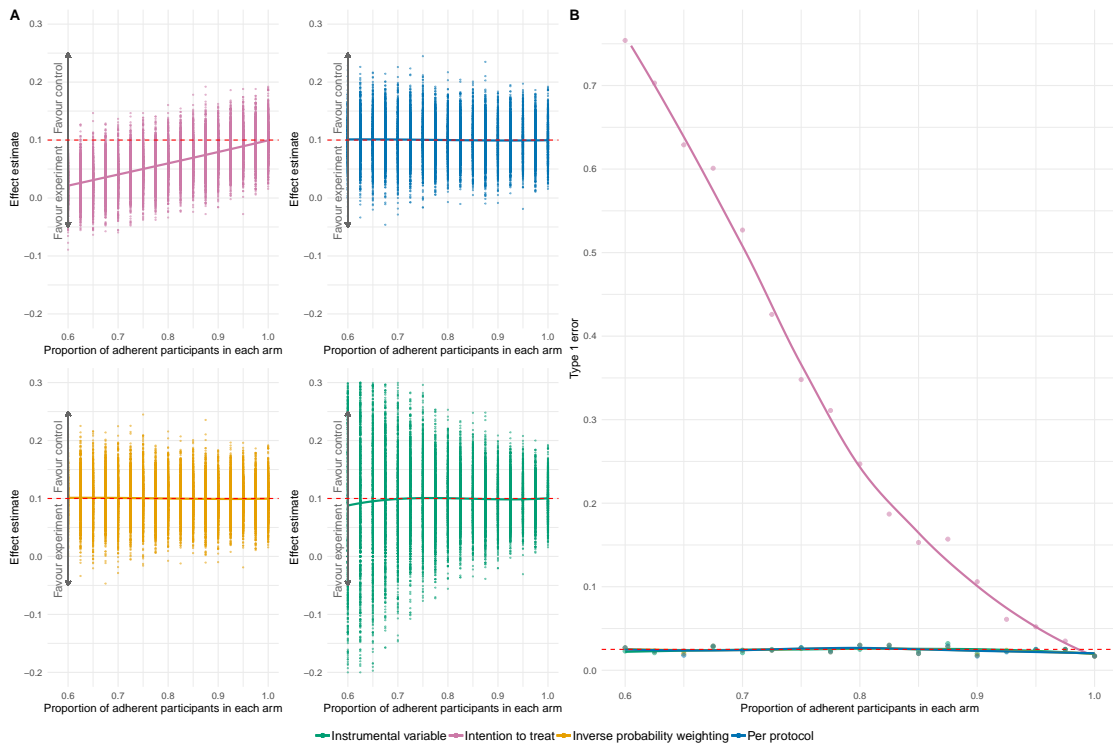 A
0.3
0.2
0.1
0.0
−0.1
−0.2
Effect estimate
Favour experiment
Favour control
0.6
0.7
0.8
0.9
1.0
Proportion of adherent participants in each arm
0.3
0.2
0.1
0.0
−0.1
−0.2
Effect estimate
Favour experiment
Favour control
0.6
0.7
0.8
0.9
1.0
Proportion of adherent participants in each arm
0.3
0.2
0.1
0.0
−0.1
−0.2
Effect estimate
Favour experiment
Favour control
0.6
0.7
0.8
0.9
1.0
Proportion of adherent participants in each arm
0.3
0.2
0.1
0.0
−0.1
−0.2
Effect estimate
Favour experiment
Favour control
0.6
0.7
0.8
0.9
1.0
Proportion of adherent participants in each arm
B
0.7
0.6
0.5
0.4
0.3
0.2
0.1
0.0
Type 1 error
0.6
0.7
0.8
0.9
1.0
Proportion of adherent participants in each arm
Instrumental variable Intention to treat Inverse probability weighting Per protocol